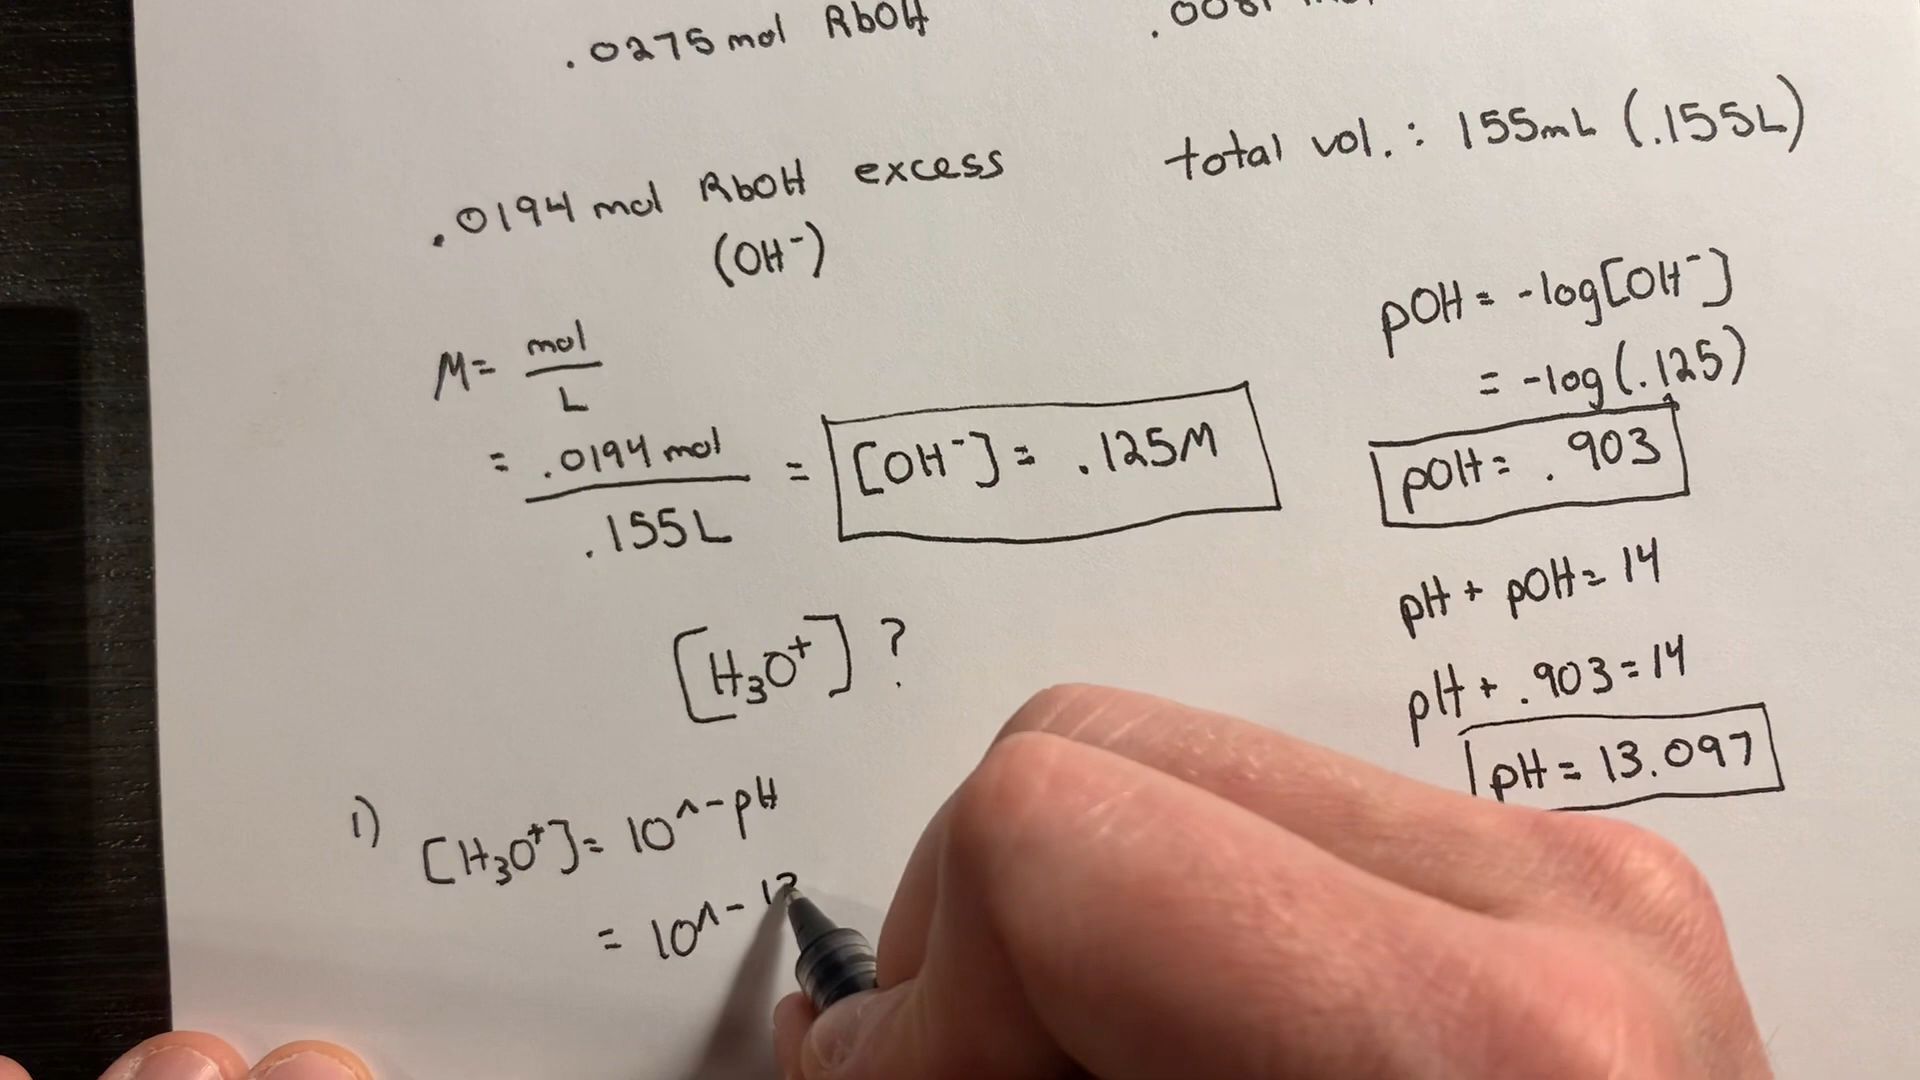 .0275 mol RbOH
.0194 mol RbOH excess
(OH⁻)
total vol.: 155mL (.155L)
M= mol
L
= .0194 mol
.155L
= [OH⁻]= .125M
pOH= -log[OH⁻]
= -log(.125)
pOH= .903
pH + pOH= 14
pH + .903=14
pH= 13.097
[H₃O⁺]?
1) [H₃O⁺]= 10^-pH
= 10^-